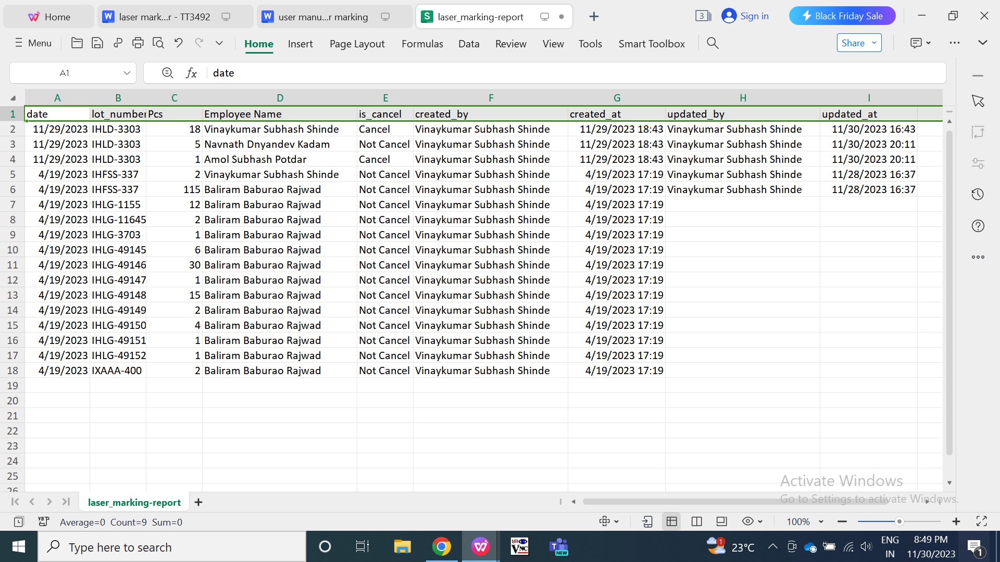 Home laser mark...r - TT3492 user manu...r marking laser_marking-report 3 Sign in Black Friday Sale
Menu Home Insert Page Layout Formulas Data Review View Tools Smart Toolbox Share
A1 fx date
A B C D E F G H I
1 date lot_number Pcs Employee Name is_cancel created_by created_at updated_by updated_at
2 11/29/2023 IHLD-3303 18 Vinaykumar Subhash Shinde Cancel Vinaykumar Subhash Shinde 11/29/2023 18:43 Vinaykumar Subhash Shinde 11/30/2023 16:43
3 11/29/2023 IHLD-3303 5 Navnath Dnyandev Kadam Not Cancel Vinaykumar Subhash Shinde 11/29/2023 18:43 Vinaykumar Subhash Shinde 11/30/2023 20:11
4 11/29/2023 IHLD-3303 1 Amol Subhash Potdar Cancel Vinaykumar Subhash Shinde 11/29/2023 18:43 Vinaykumar Subhash Shinde 11/30/2023 20:11
5 4/19/2023 IHFSS-337 2 Vinaykumar Subhash Shinde Not Cancel Vinaykumar Subhash Shinde 4/19/2023 17:19 Vinaykumar Subhash Shinde 11/28/2023 16:37
6 4/19/2023 IHFSS-337 115 Baliram Baburao Rajwad Not Cancel Vinaykumar Subhash Shinde 4/19/2023 17:19 Vinaykumar Subhash Shinde 11/28/2023 16:37
7 4/19/2023 IHLG-1155 12 Baliram Baburao Rajwad Not Cancel Vinaykumar Subhash Shinde 4/19/2023 17:19
8 4/19/2023 IHLG-11645 2 Baliram Baburao Rajwad Not Cancel Vinaykumar Subhash Shinde 4/19/2023 17:19
9 4/19/2023 IHLG-3703 1 Baliram Baburao Rajwad Not Cancel Vinaykumar Subhash Shinde 4/19/2023 17:19
10 4/19/2023 IHLG-49145 6 Baliram Baburao Rajwad Not Cancel Vinaykumar Subhash Shinde 4/19/2023 17:19
11 4/19/2023 IHLG-49146 30 Baliram Baburao Rajwad Not Cancel Vinaykumar Subhash Shinde 4/19/2023 17:19
12 4/19/2023 IHLG-49147 1 Baliram Baburao Rajwad Not Cancel Vinaykumar Subhash Shinde 4/19/2023 17:19
13 4/19/2023 IHLG-49148 15 Baliram Baburao Rajwad Not Cancel Vinaykumar Subhash Shinde 4/19/2023 17:19
14 4/19/2023 IHLG-49149 2 Baliram Baburao Rajwad Not Cancel Vinaykumar Subhash Shinde 4/19/2023 17:19
15 4/19/2023 IHLG-49150 4 Baliram Baburao Rajwad Not Cancel Vinaykumar Subhash Shinde 4/19/2023 17:19
16 4/19/2023 IHLG-49151 1 Baliram Baburao Rajwad Not Cancel Vinaykumar Subhash Shinde 4/19/2023 17:19
17 4/19/2023 IHLG-49152 1 Baliram Baburao Rajwad Not Cancel Vinaykumar Subhash Shinde 4/19/2023 17:19
18 4/19/2023 IXAAA-400 2 Baliram Baburao Rajwad Not Cancel Vinaykumar Subhash Shinde 4/19/2023 17:19
19
20
21
22
23
24
25
26
Activate Windows
Go to Settings to activate Windows.
laser_marking-report
Average=0 Count=9 Sum=0 100%
Type here to search VNC T NEW 1 23°C ENG 8:49 PM
IN 11/30/2023 1